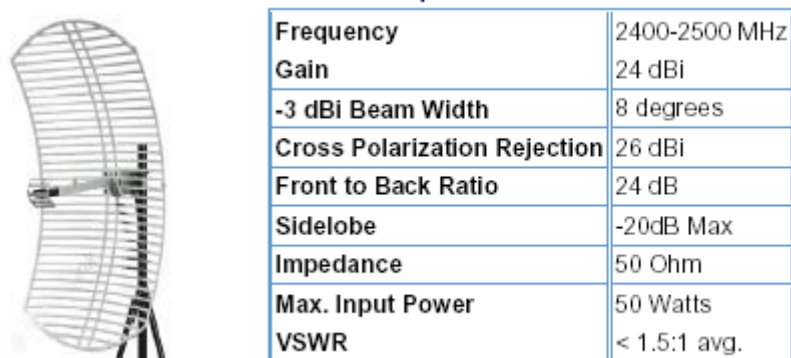 Frequency 2400-2500 MHz
Gain 24 dBi
-3 dBi Beam Width 8 degrees
Cross Polarization Rejection 26 dBi
Front to Back Ratio 24 dB
Sidelobe -20dB Max
Impedance 50 Ohm
Max. Input Power 50 Watts
VSWR < 1.5:1 avg.